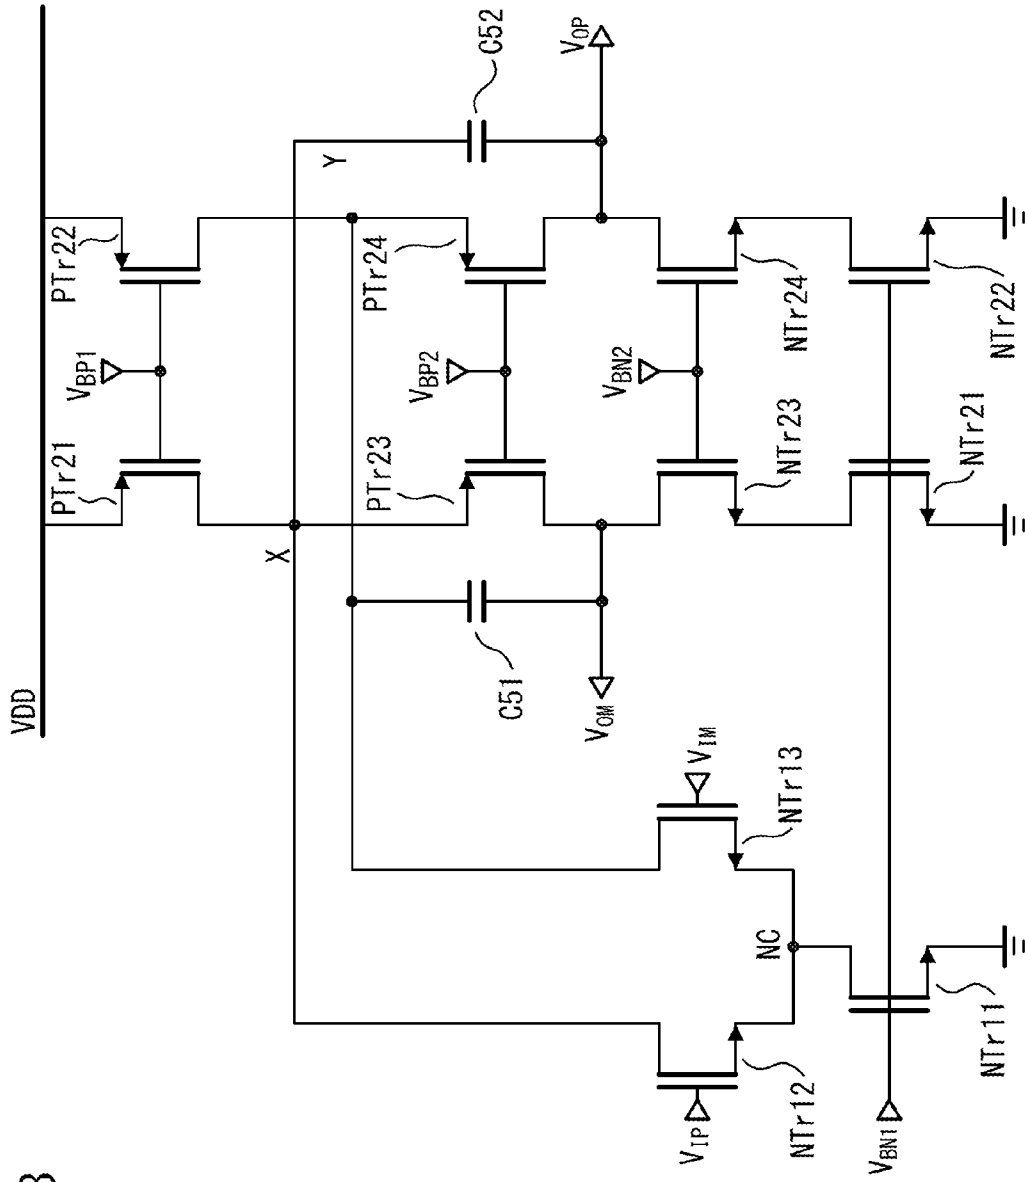 VDD
PTr21
PTr22
VBP1
X
Y
C52
PTr23
PTr24
VBP2
C51
VOM
VOP
VBN2
VIP
VIM
NTr12
NTr13
NTr23
NTr24
NC
VBN1
NTr11
NTr21
NTr22